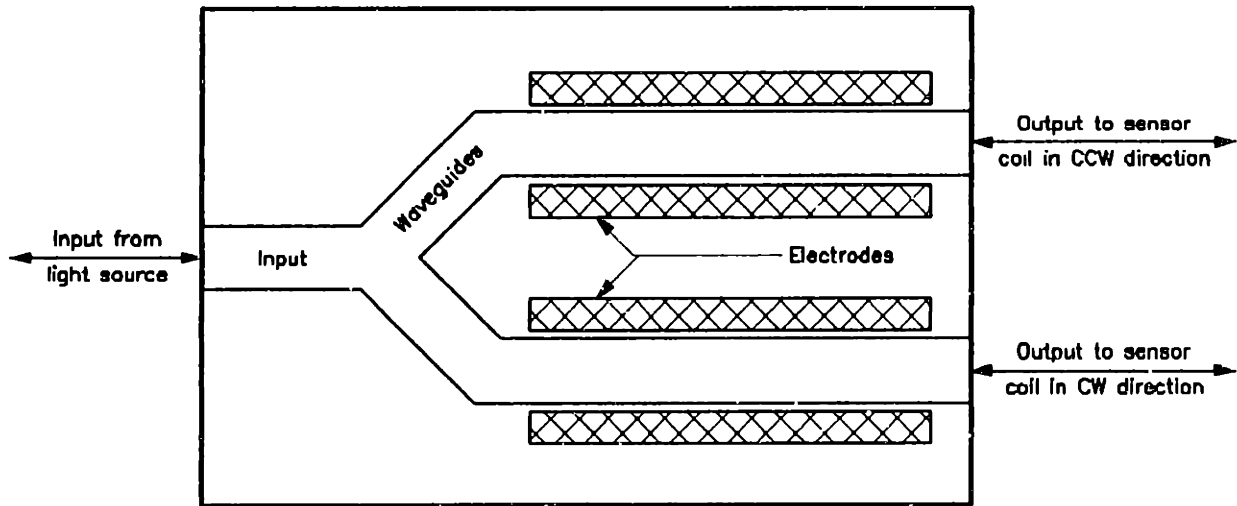 Input from
light source
Input
Waveguides
Electrodes
Output to sensor
coil in CCW direction
Output to sensor
coil in CW direction